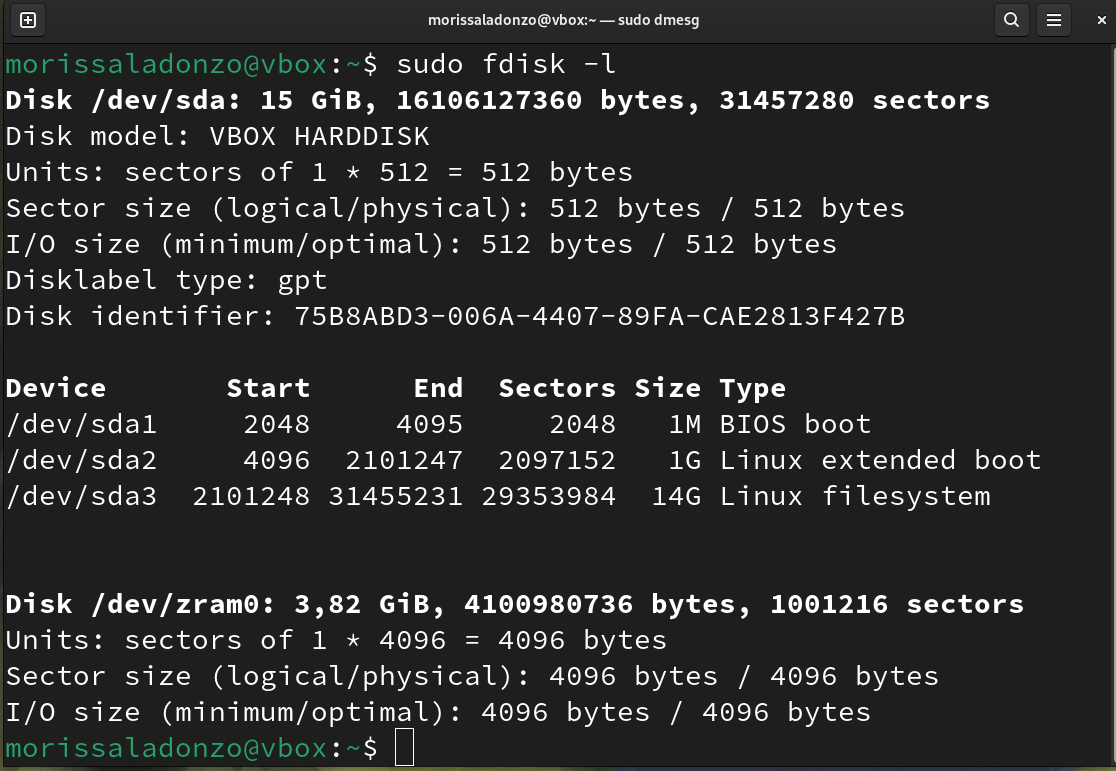 morissaladonzo@vbox:~ — sudo dmesg
morissaladonzo@vbox:~$ sudo fdisk -l
Disk /dev/sda: 15 GiB, 16106127360 bytes, 31457280 sectors
Disk model: VBOX HARDDISK
Units: sectors of 1 * 512 = 512 bytes
Sector size (logical/physical): 512 bytes / 512 bytes
I/O size (minimum/optimal): 512 bytes / 512 bytes
Disklabel type: gpt
Disk identifier: 75B8ABD3-006A-4407-89FA-CAE2813F427B
Device Start End Sectors Size Type
/dev/sda1 2048 4095 2048 1M BIOS boot
/dev/sda2 4096 2101247 2097152 1G Linux extended boot
/dev/sda3 2101248 31455231 29353984 14G Linux filesystem
Disk /dev/zram0: 3,82 GiB, 4100980736 bytes, 1001216 sectors
Units: sectors of 1 * 4096 = 4096 bytes
Sector size (logical/physical): 4096 bytes / 4096 bytes
I/O size (minimum/optimal): 4096 bytes / 4096 bytes
morissaladonzo@vbox:~$